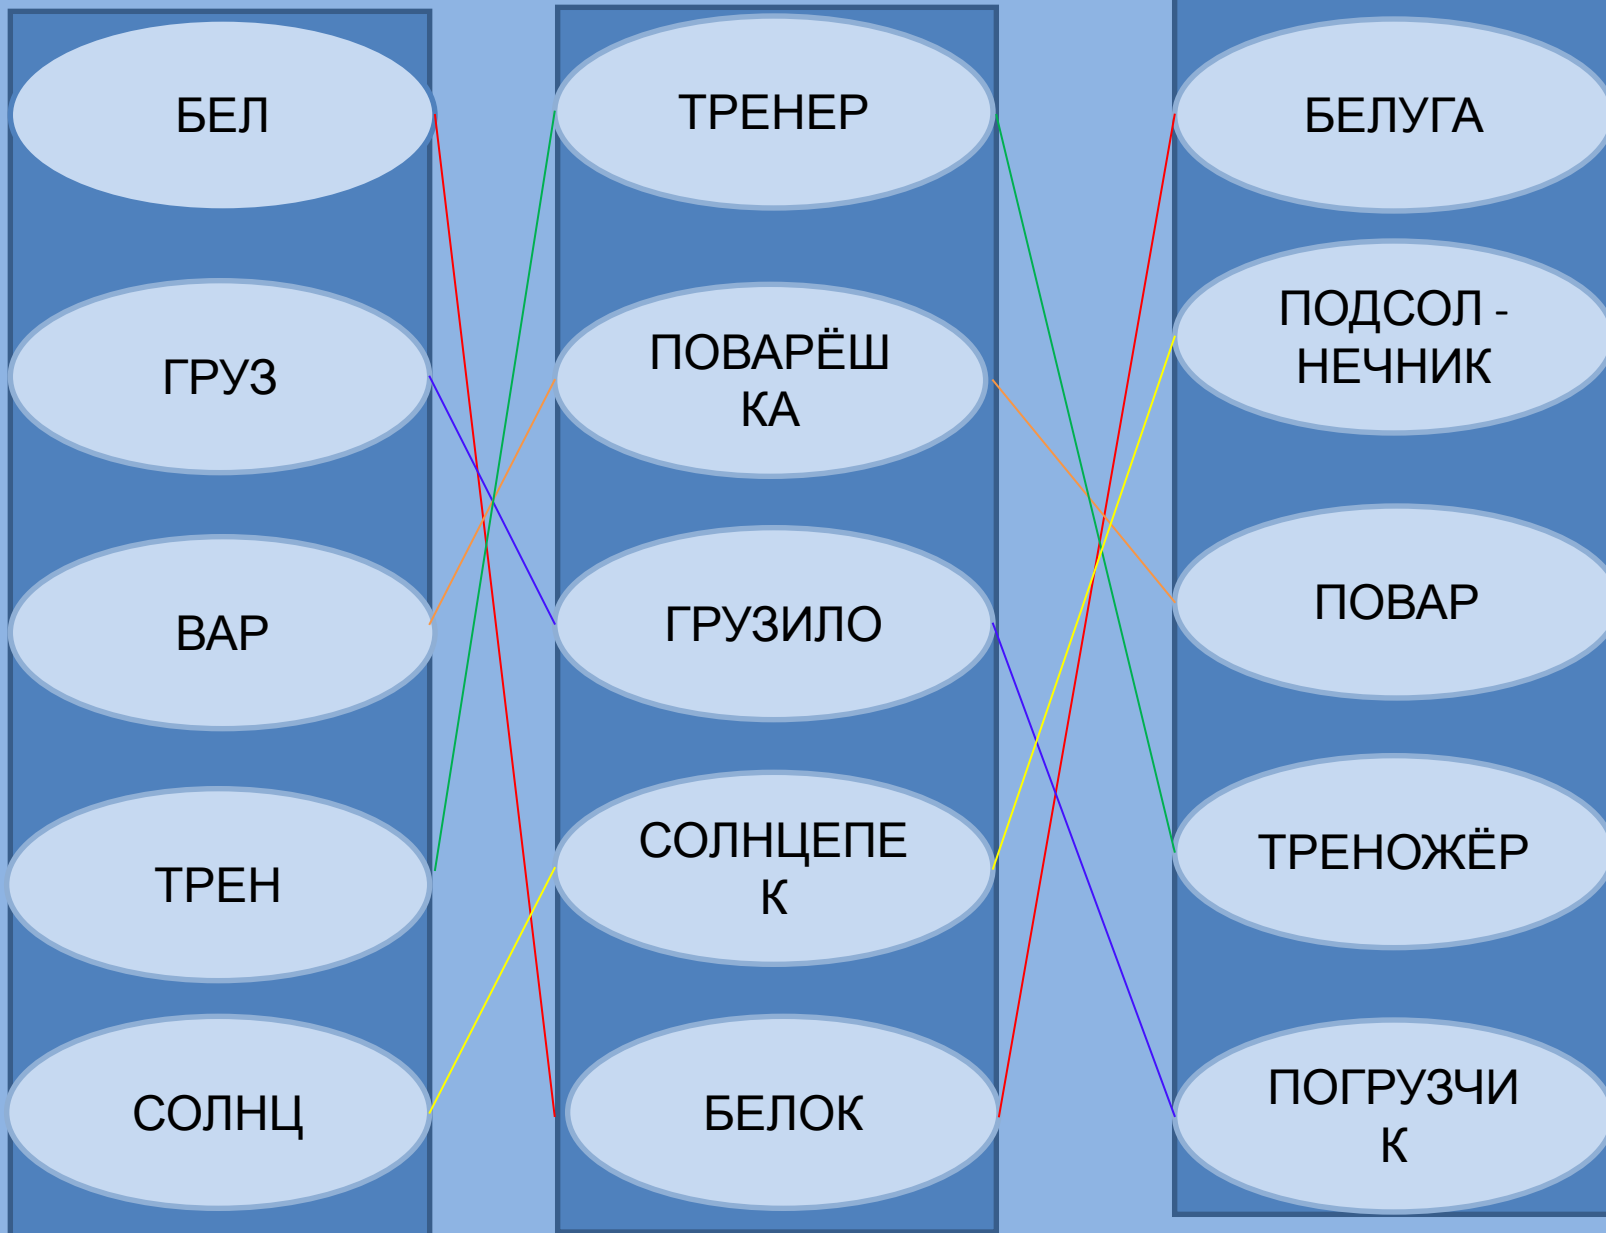 БЕЛ
ГРУЗ
ВАР
ТРЕН
СОЛНЦ
ТРЕНЕР
ПОВАРЁШ
КА
ГРУЗИЛО
СОЛНЦЕПЕ
К
БЕЛОК
БЕЛУГА
ПОДСОЛ -
НЕЧНИК
ПОВАР
ТРЕНОЖЁР
ПОГРУЗЧИ
К